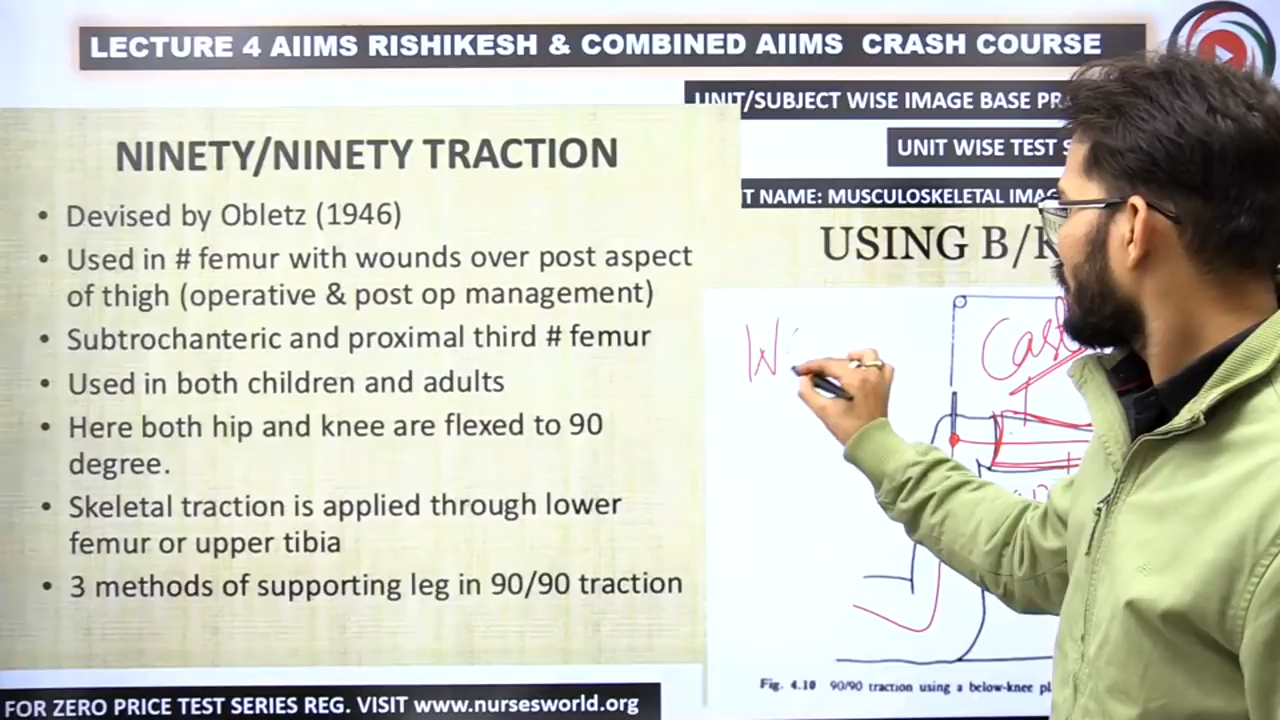 LECTURE 4 AIIMS RISHIKESH & COMBINED AIIMS CRASH COURSE
UNIT/SUBJECT WISE IMAGE BASE
UNIT WISE TEST
T NAME: MUSCULOSKELETAL
NINETY/NINETY TRACTION
• Devised by Obletz (1946)
• Used in # femur with wounds over post aspect
of thigh (operative & post op management)
• Subtrochanteric and proximal third # femur
• Used in both children and adults
• Here both hip and knee are flexed to 90
degree.
• Skeletal traction is applied through lower
femur or upper tibia
• 3 methods of supporting leg in 90/90 traction
USING
Cast
Fig. 4.10 90/90 traction using a below-knee
FOR ZERO PRICE TEST SERIES REG. VISIT www.nursesworld.org